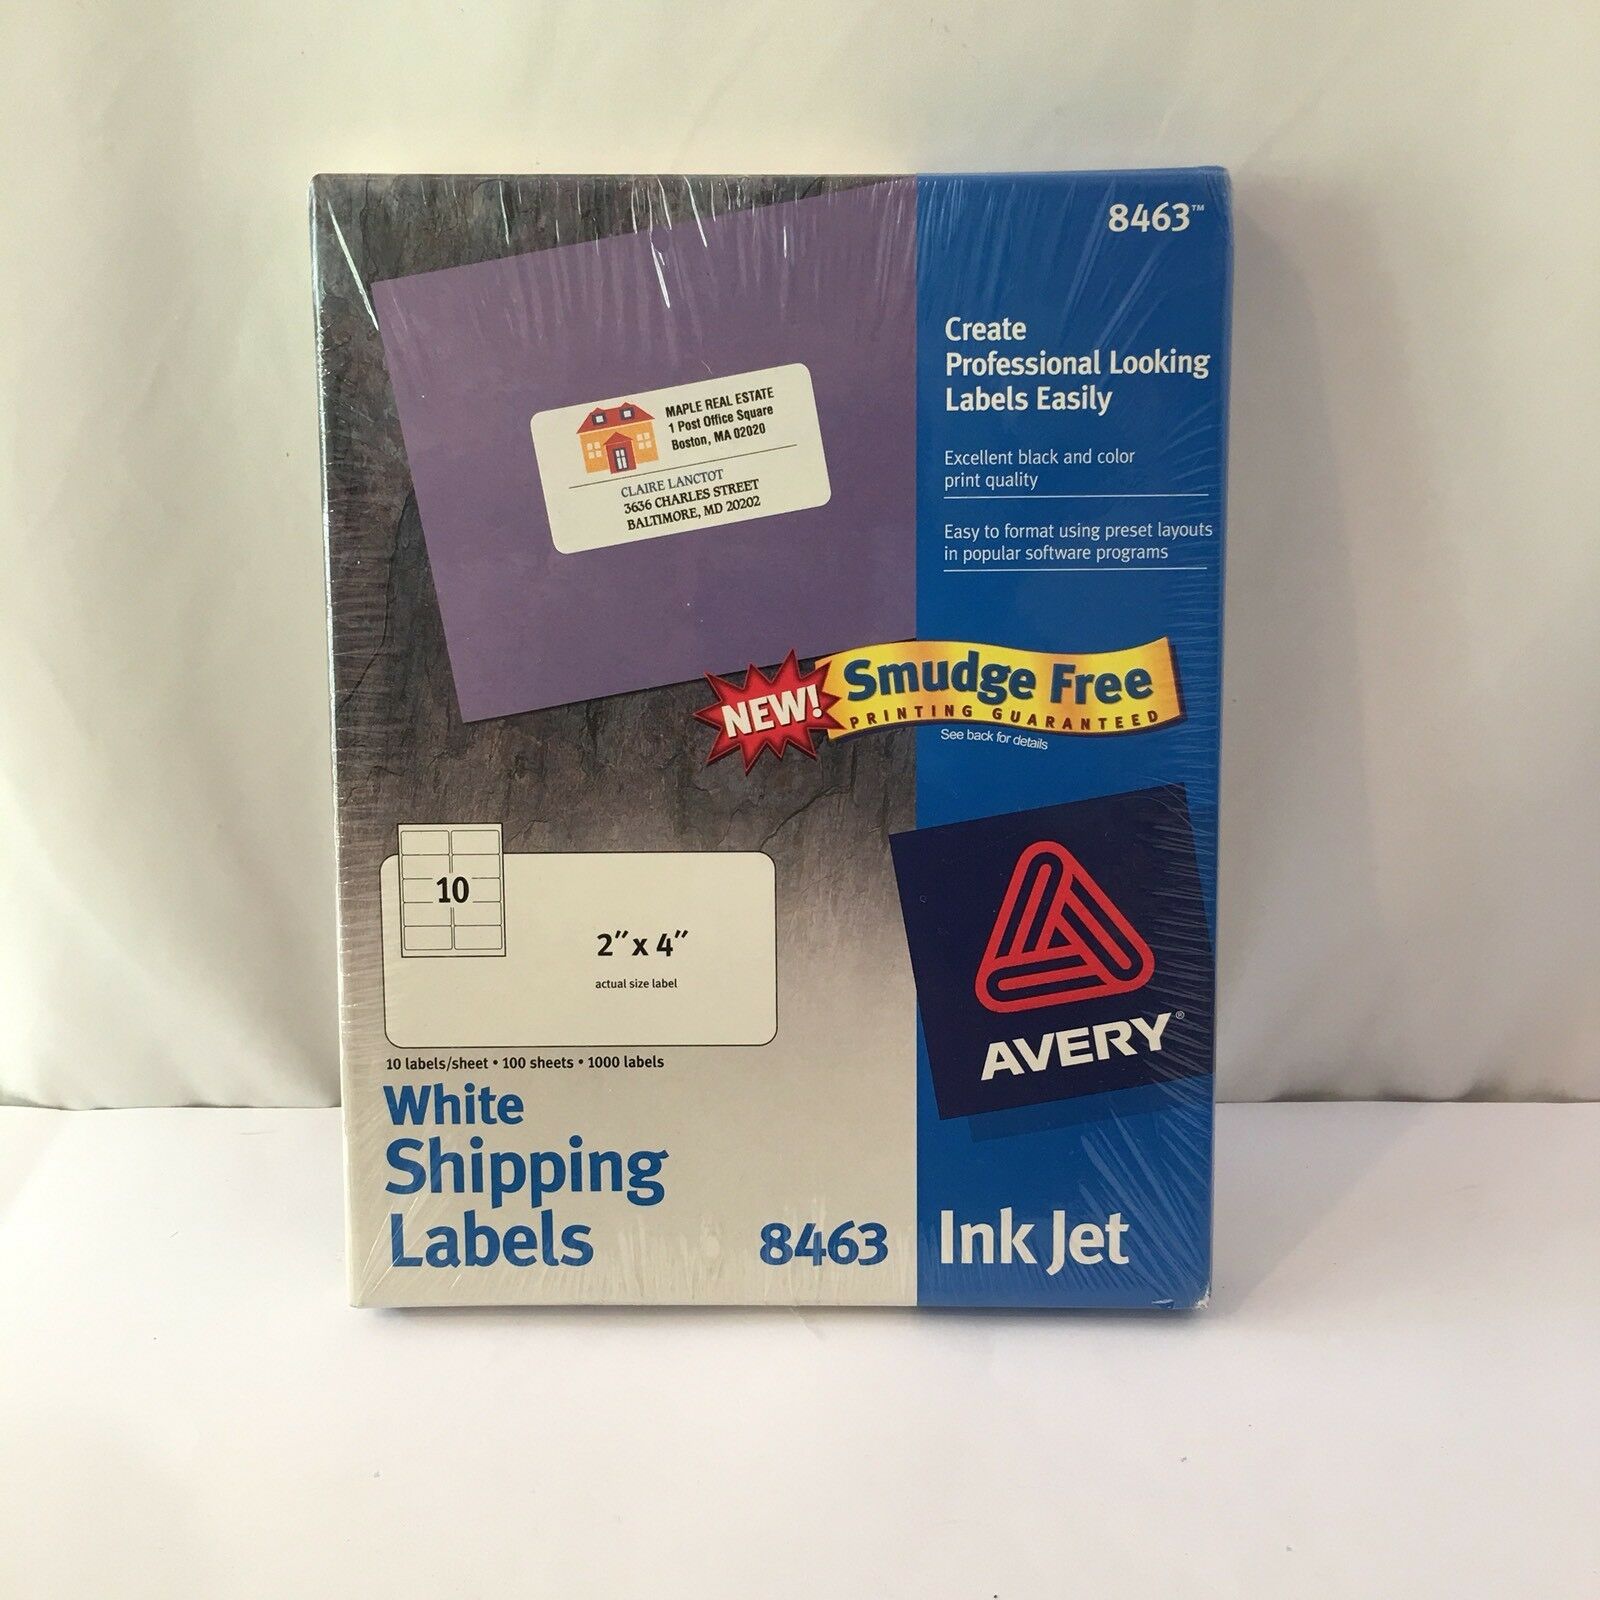 8463™
Create
Professional Looking
Labels Easily
Excellent black and color
print quality
Easy to format using preset layouts
in popular software programs
MAPLE REAL ESTATE
1 Post Office Square
Boston, MA 02020
CLAIRE LANCTOT
3636 CHARLES STREET
BALTIMORE, MD 20202
NEW!
Smudge Free
PRINTING GUARANTEED
See back for details
10
2" x 4"
actual size label
AVERY®
10 labels/sheet • 100 sheets • 1000 labels
White
Shipping
Labels
8463
Ink Jet